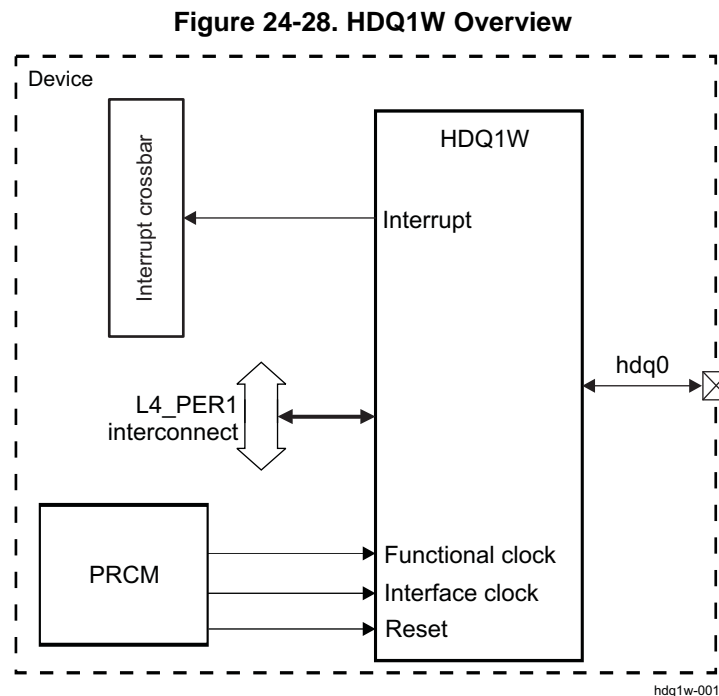 Figure 24-28. HDQ1W Overview
Device
Interrupt crossbar
HDQ1W
Interrupt
hdq0
L4_PER1
interconnect
PRCM
Functional clock
Interface clock
Reset
hdq1w-001